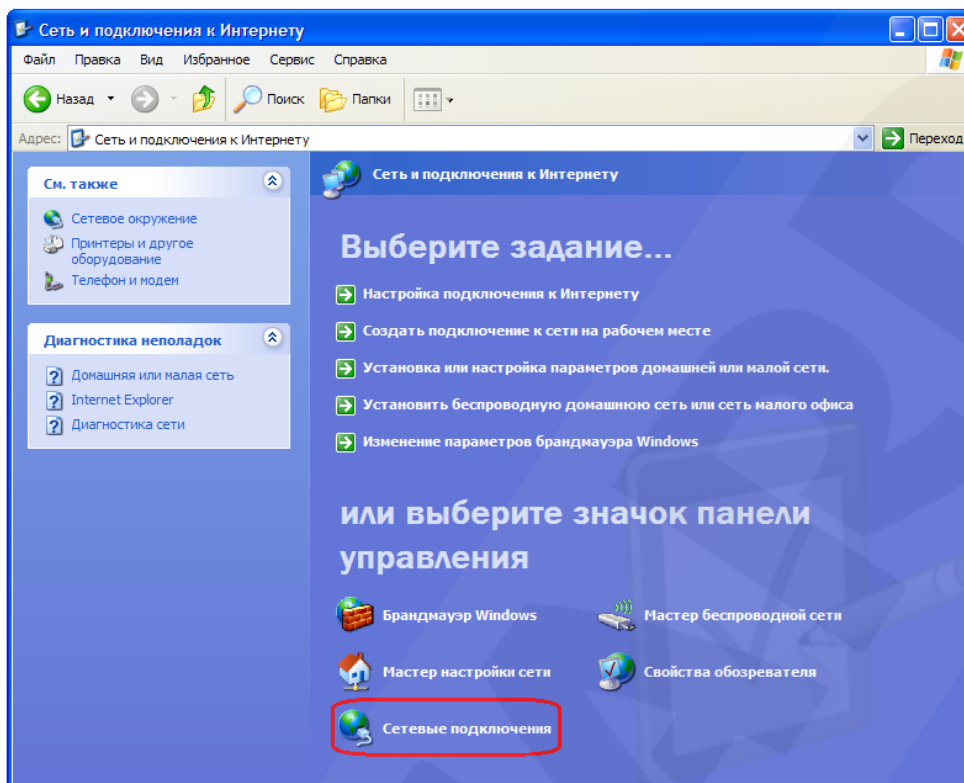 Сеть и подключения к Интернету
Файл Правка Вид Избранное Сервис Справка
Назад Поиск Папки
Адрес: Сеть и подключения к Интернету Переход
См. также
Сетевое окружение
Принтеры и другое
оборудование
Телефон и модем
Диагностика неполадок
Домашняя или малая сеть
Internet Explorer
Диагностика сети
Сеть и подключения к Интернету
Выберите задание...
Настройка подключения к Интернету
Создать подключение к сети на рабочем месте
Установка или настройка параметров домашней или малой сети.
Установить беспроводную домашнюю сеть или сеть малого офиса
Изменение параметров брандмауэра Windows
или выберите значок панели
управления
Брандмауэр Windows Мастер беспроводной сети
Мастер настройки сети Свойства обозревателя
Сетевые подключения